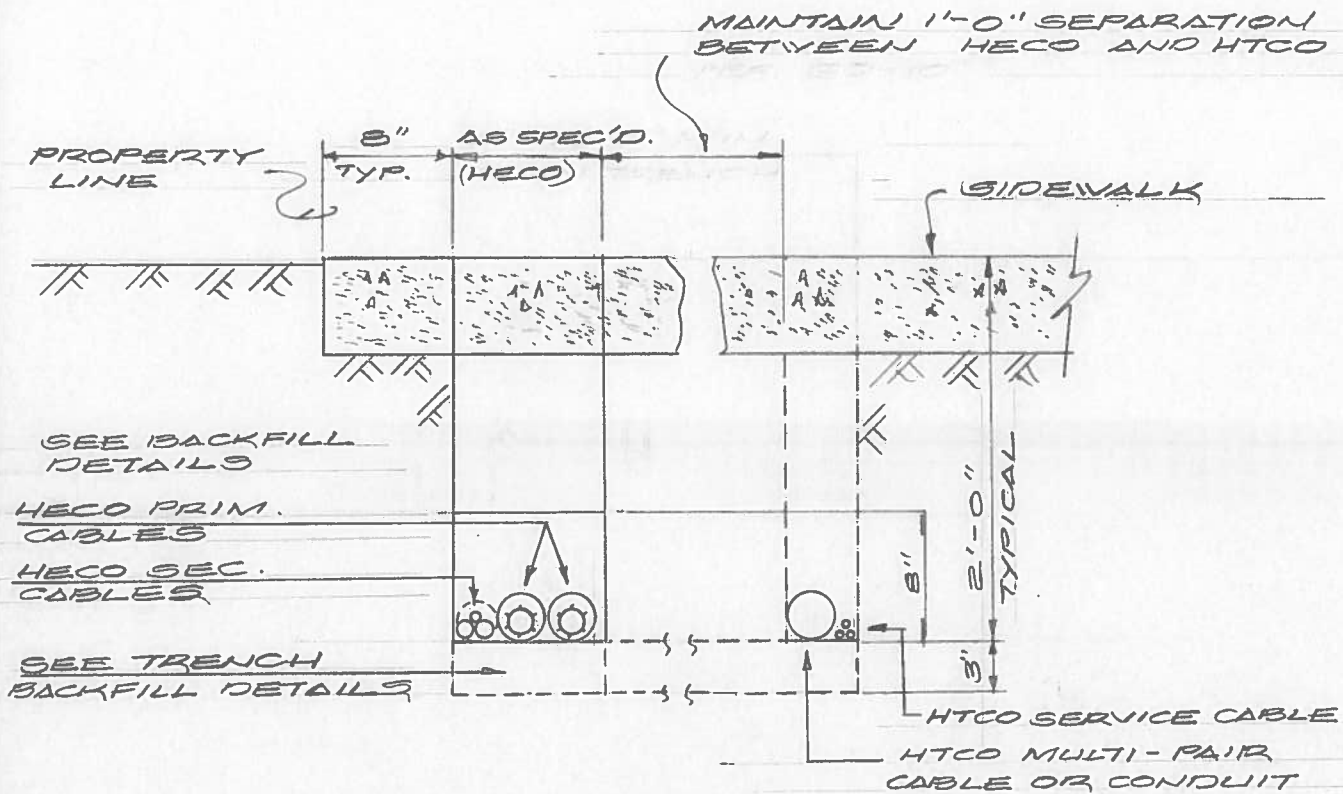 MAINTAIN 1'-0" SEPARATION
BETWEEN HECO AND HTCO
8"
TYP.
AS SPEC'D.
(HECO)
PROPERTY
LINE
SIDEWALK
SEE BACKFILL
DETAILS
HECO PRIM.
CABLES
HECO SEC.
CABLES
SEE TRENCH
BACKFILL DETAILS
8'
2'-0"
TYPICAL
3'
HTCO SERVICE CABLE
HTCO MULTI-PAIR
CABLE OR CONDUIT